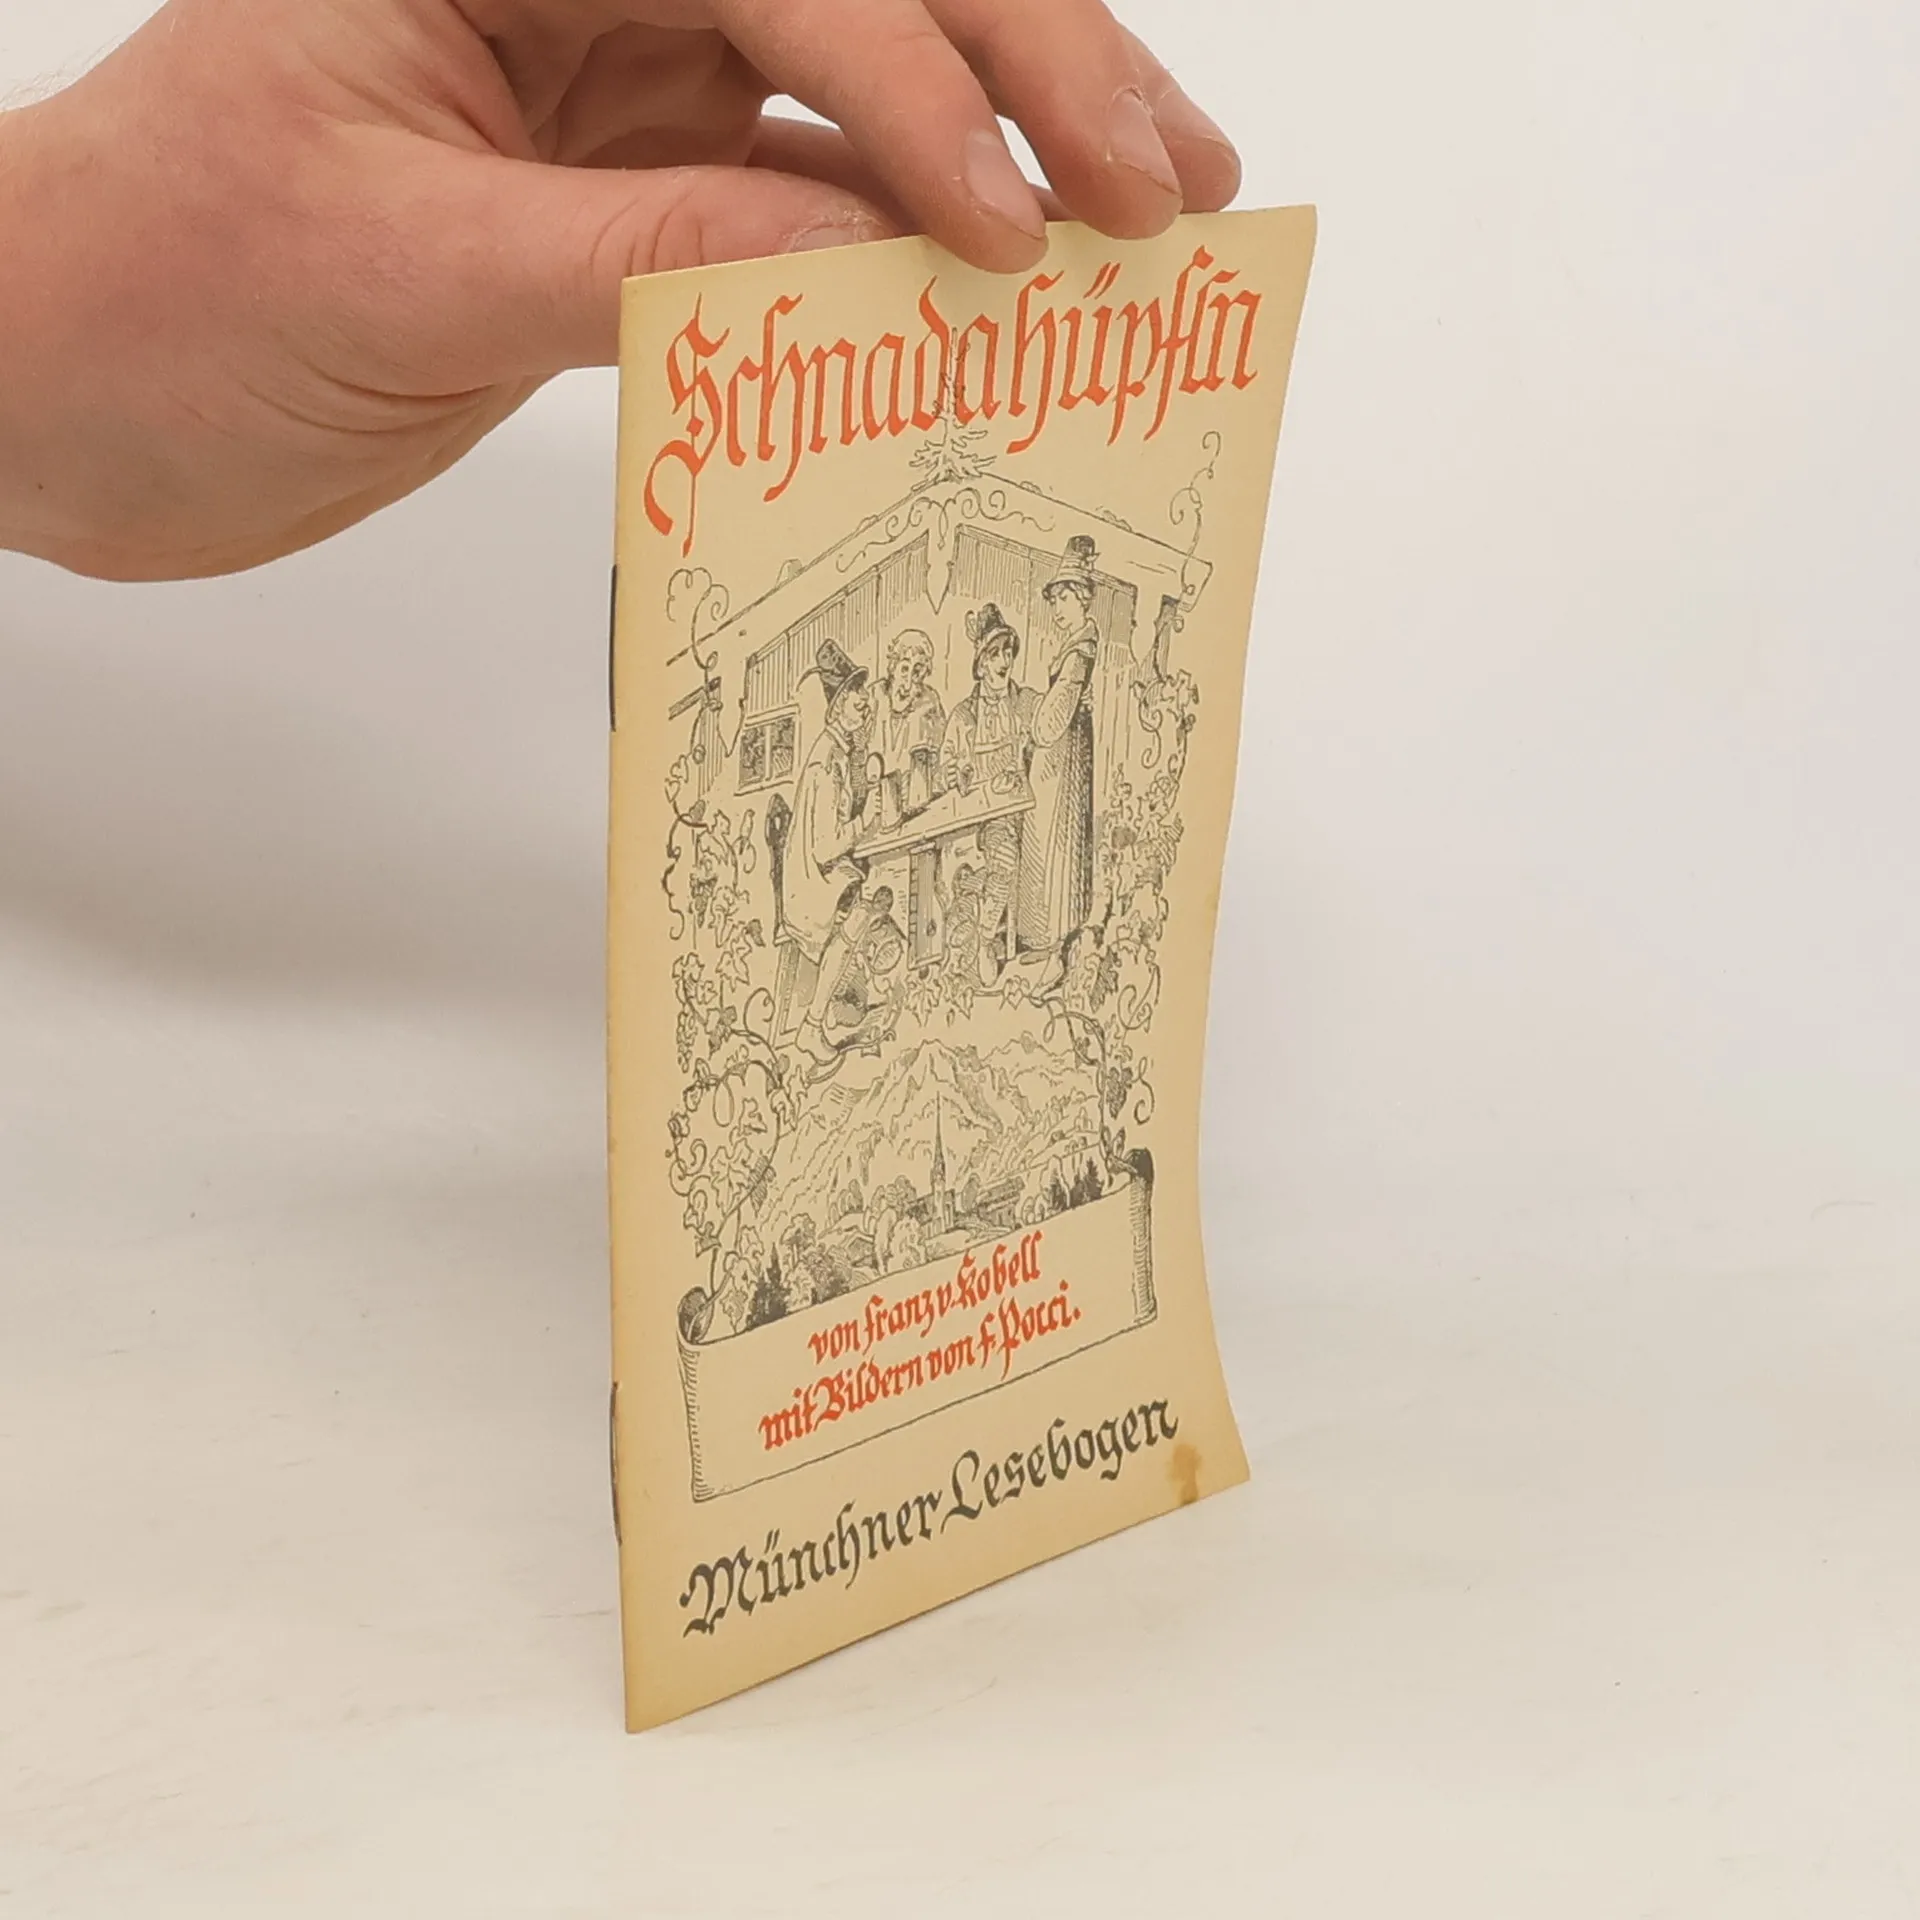 Schnadahüpfln
von Franz v. Kobell
mit Bildern von F. Pocci.
Münchner Lesebogen